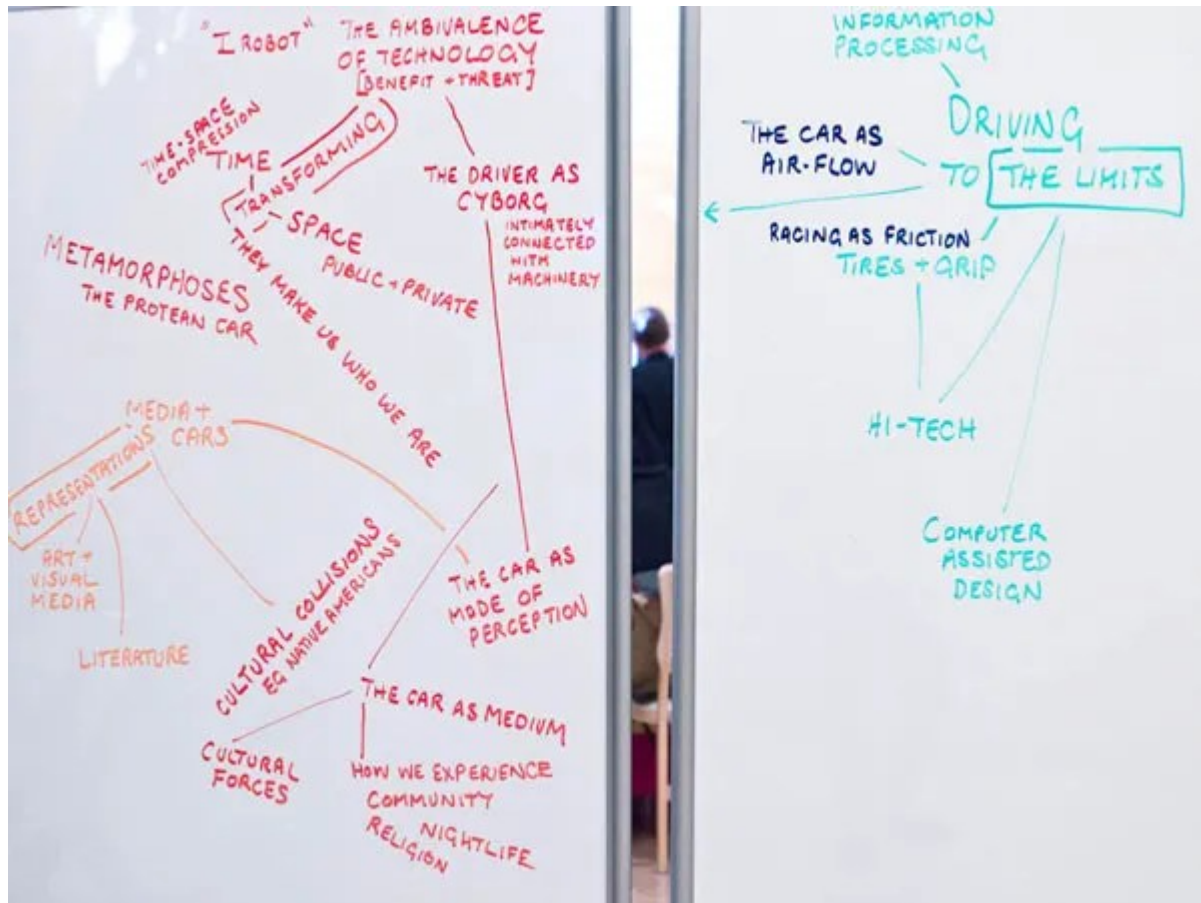 "I ROBOT"
THE AMBIVALENCE
OF TECHNOLOGY
[BENEFIT + THREAT]
TIME-SPACE
COMPRESSION
TIME
TRANSFORMING
SPACE
PUBLIC + PRIVATE
THEY MAKE US WHO WE ARE
THE DRIVER AS
CYBORG
INTIMATELY
CONNECTED
WITH
MACHINERY
METAMORPHOSES
THE PROTEAN CAR
MEDIA +
CARS
REPRESENTATIONS
ART +
VISUAL
MEDIA
LITERATURE
CULTURAL COLLISIONS
EG NATIVE AMERICANS
THE CAR AS
MODE OF
PERCEPTION
THE CAR AS MEDIUM
CULTURAL
FORCES
HOW WE EXPERIENCE
COMMUNITY
NIGHTLIFE
RELIGION
INFORMATION
PROCESSING
DRIVING
TO THE LIMITS
THE CAR AS
AIR-FLOW
RACING AS FRICTION
TIRES + GRIP
HI-TECH
COMPUTER
ASSISTED
DESIGN